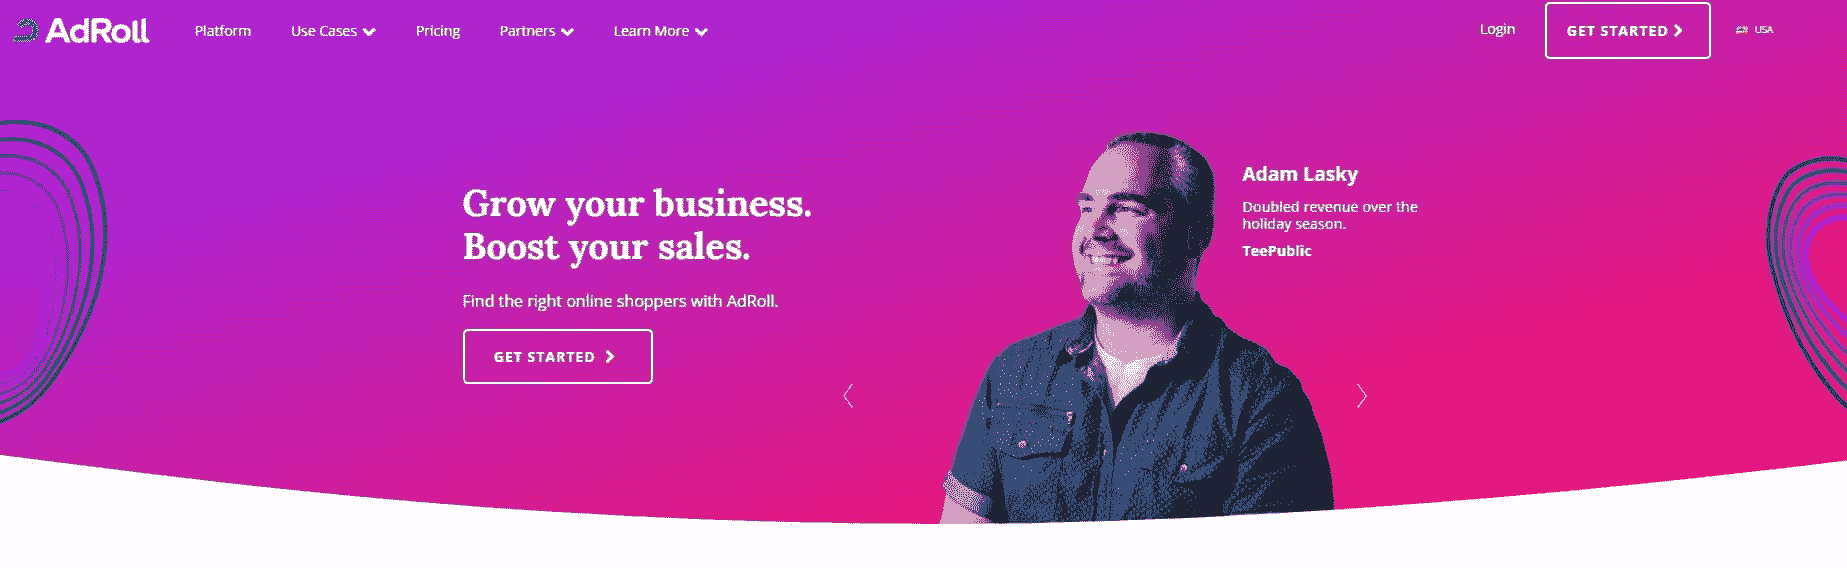 AdRoll
Platform
Use Cases
Pricing
Partners
Learn More
Login
GET STARTED
USA
Grow your business.
Boost your sales.
Find the right online shoppers with AdRoll.
GET STARTED
Adam Lasky
Doubled revenue over the
holiday season.
TeePublic